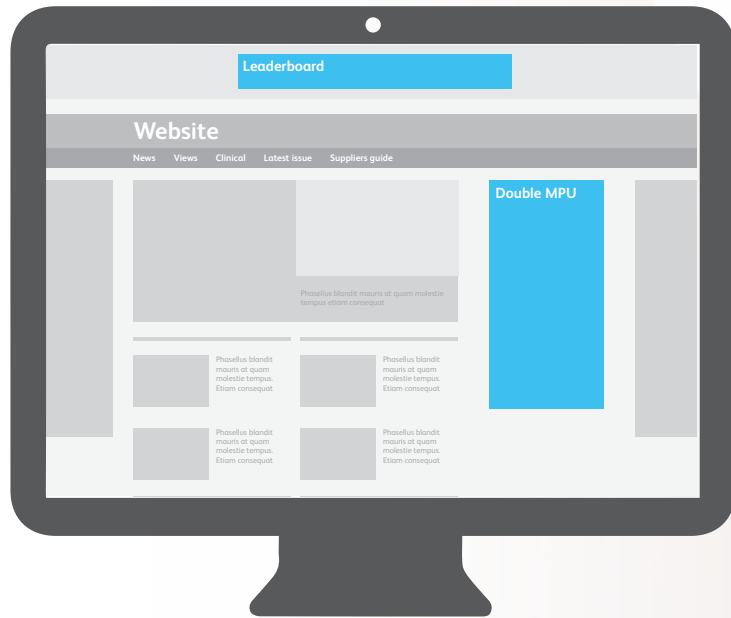 Leaderboard
Website
News Views Clinical Latest issue Suppliers guide
Double MPU
Phasellus blandit mauris at quam molestie
tempus etiam consequat
Phasellus blandit
mauris at quam
molestie tempus.
Etiam consequat
Phasellus blandit
mauris at quam
molestie tempus.
Etiam consequat
Phasellus blandit
mauris at quam
molestie tempus.
Etiam consequat
Phasellus blandit
mauris at quam
molestie tempus.
Etiam consequat